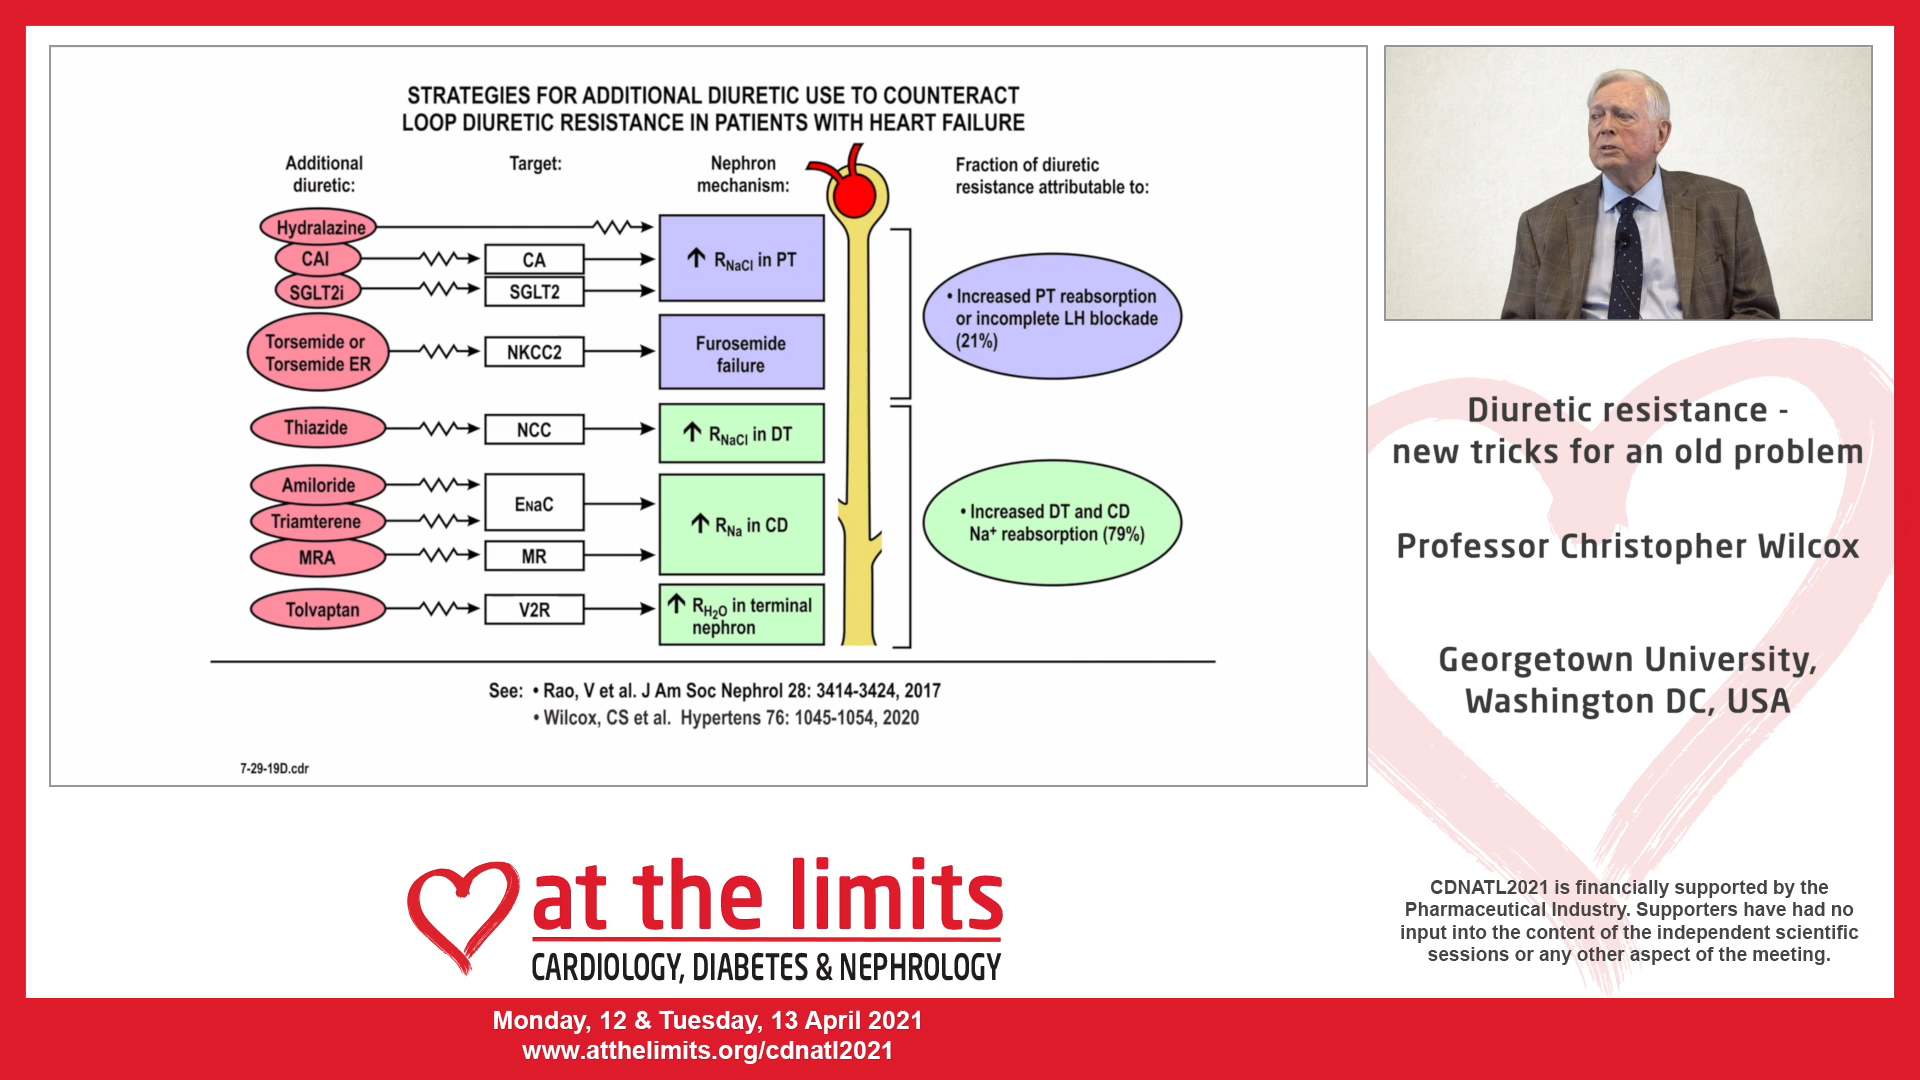 STRATEGIES FOR ADDITIONAL DIURETIC USE TO COUNTERACT
LOOP DIURETIC RESISTANCE IN PATIENTS WITH HEART FAILURE
Additional
diuretic:
Target:
Nephron
mechanism:
Fraction of diuretic
resistance attributable to:
Hydralazine
CAI
CA
SGLT2i
SGLT2
↑ RNaCl in PT
Torsemide or
Torsemide ER
NKCC2
Furosemide
failure
• Increased PT reabsorption
or incomplete LH blockade
(21%)
Thiazide
NCC
↑ RNaCl in DT
Amiloride
Triamterene
ENaC
MRA
MR
↑ RNa in CD
Tolvaptan
V2R
↑ RH2O in terminal
nephron
• Increased DT and CD
Na+ reabsorption (79%)
See: • Rao, V et al. J Am Soc Nephrol 28: 3414-3424, 2017
• Wilcox, CS et al. Hypertens 76: 1045-1054, 2020
7-29-19D.cdr
Diuretic resistance -
new tricks for an old problem
Professor Christopher Wilcox
Georgetown University,
Washington DC, USA
CDNATL2021 is financially supported by the
Pharmaceutical Industry. Supporters have had no
input into the content of the independent scientific
sessions or any other aspect of the meeting.
at the limits
CARDIOLOGY, DIABETES & NEPHROLOGY
Monday, 12 & Tuesday, 13 April 2021
www.atthelimits.org/cdnatl2021